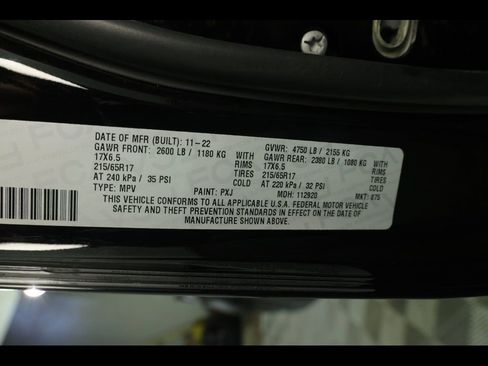 DATE OF MFR (BUILT): 11-22 GVWR: 4750 LB / 2155 KG
GAWR FRONT: 2600 LB / 1180 KG WITH GAWR REAR: 2380 LB / 1080 KG WITH
17X6.5 RIMS 17X6.5 RIMS
215/65R17 TIRES 215/65R17 TIRES
AT 240 kPa / 35 PSI AT 220 kPa / 32 PSI
TYPE: MPV PAINT: PXJ MDH: 112920 MKT: 875
THIS VEHICLE CONFORMS TO ALL APPLICABLE U.S.A. FEDERAL MOTOR VEHICLE
SAFETY AND THEFT PREVENTION STANDARDS IN EFFECT ON THE DATE OF
MANUFACTURE SHOWN ABOVE.